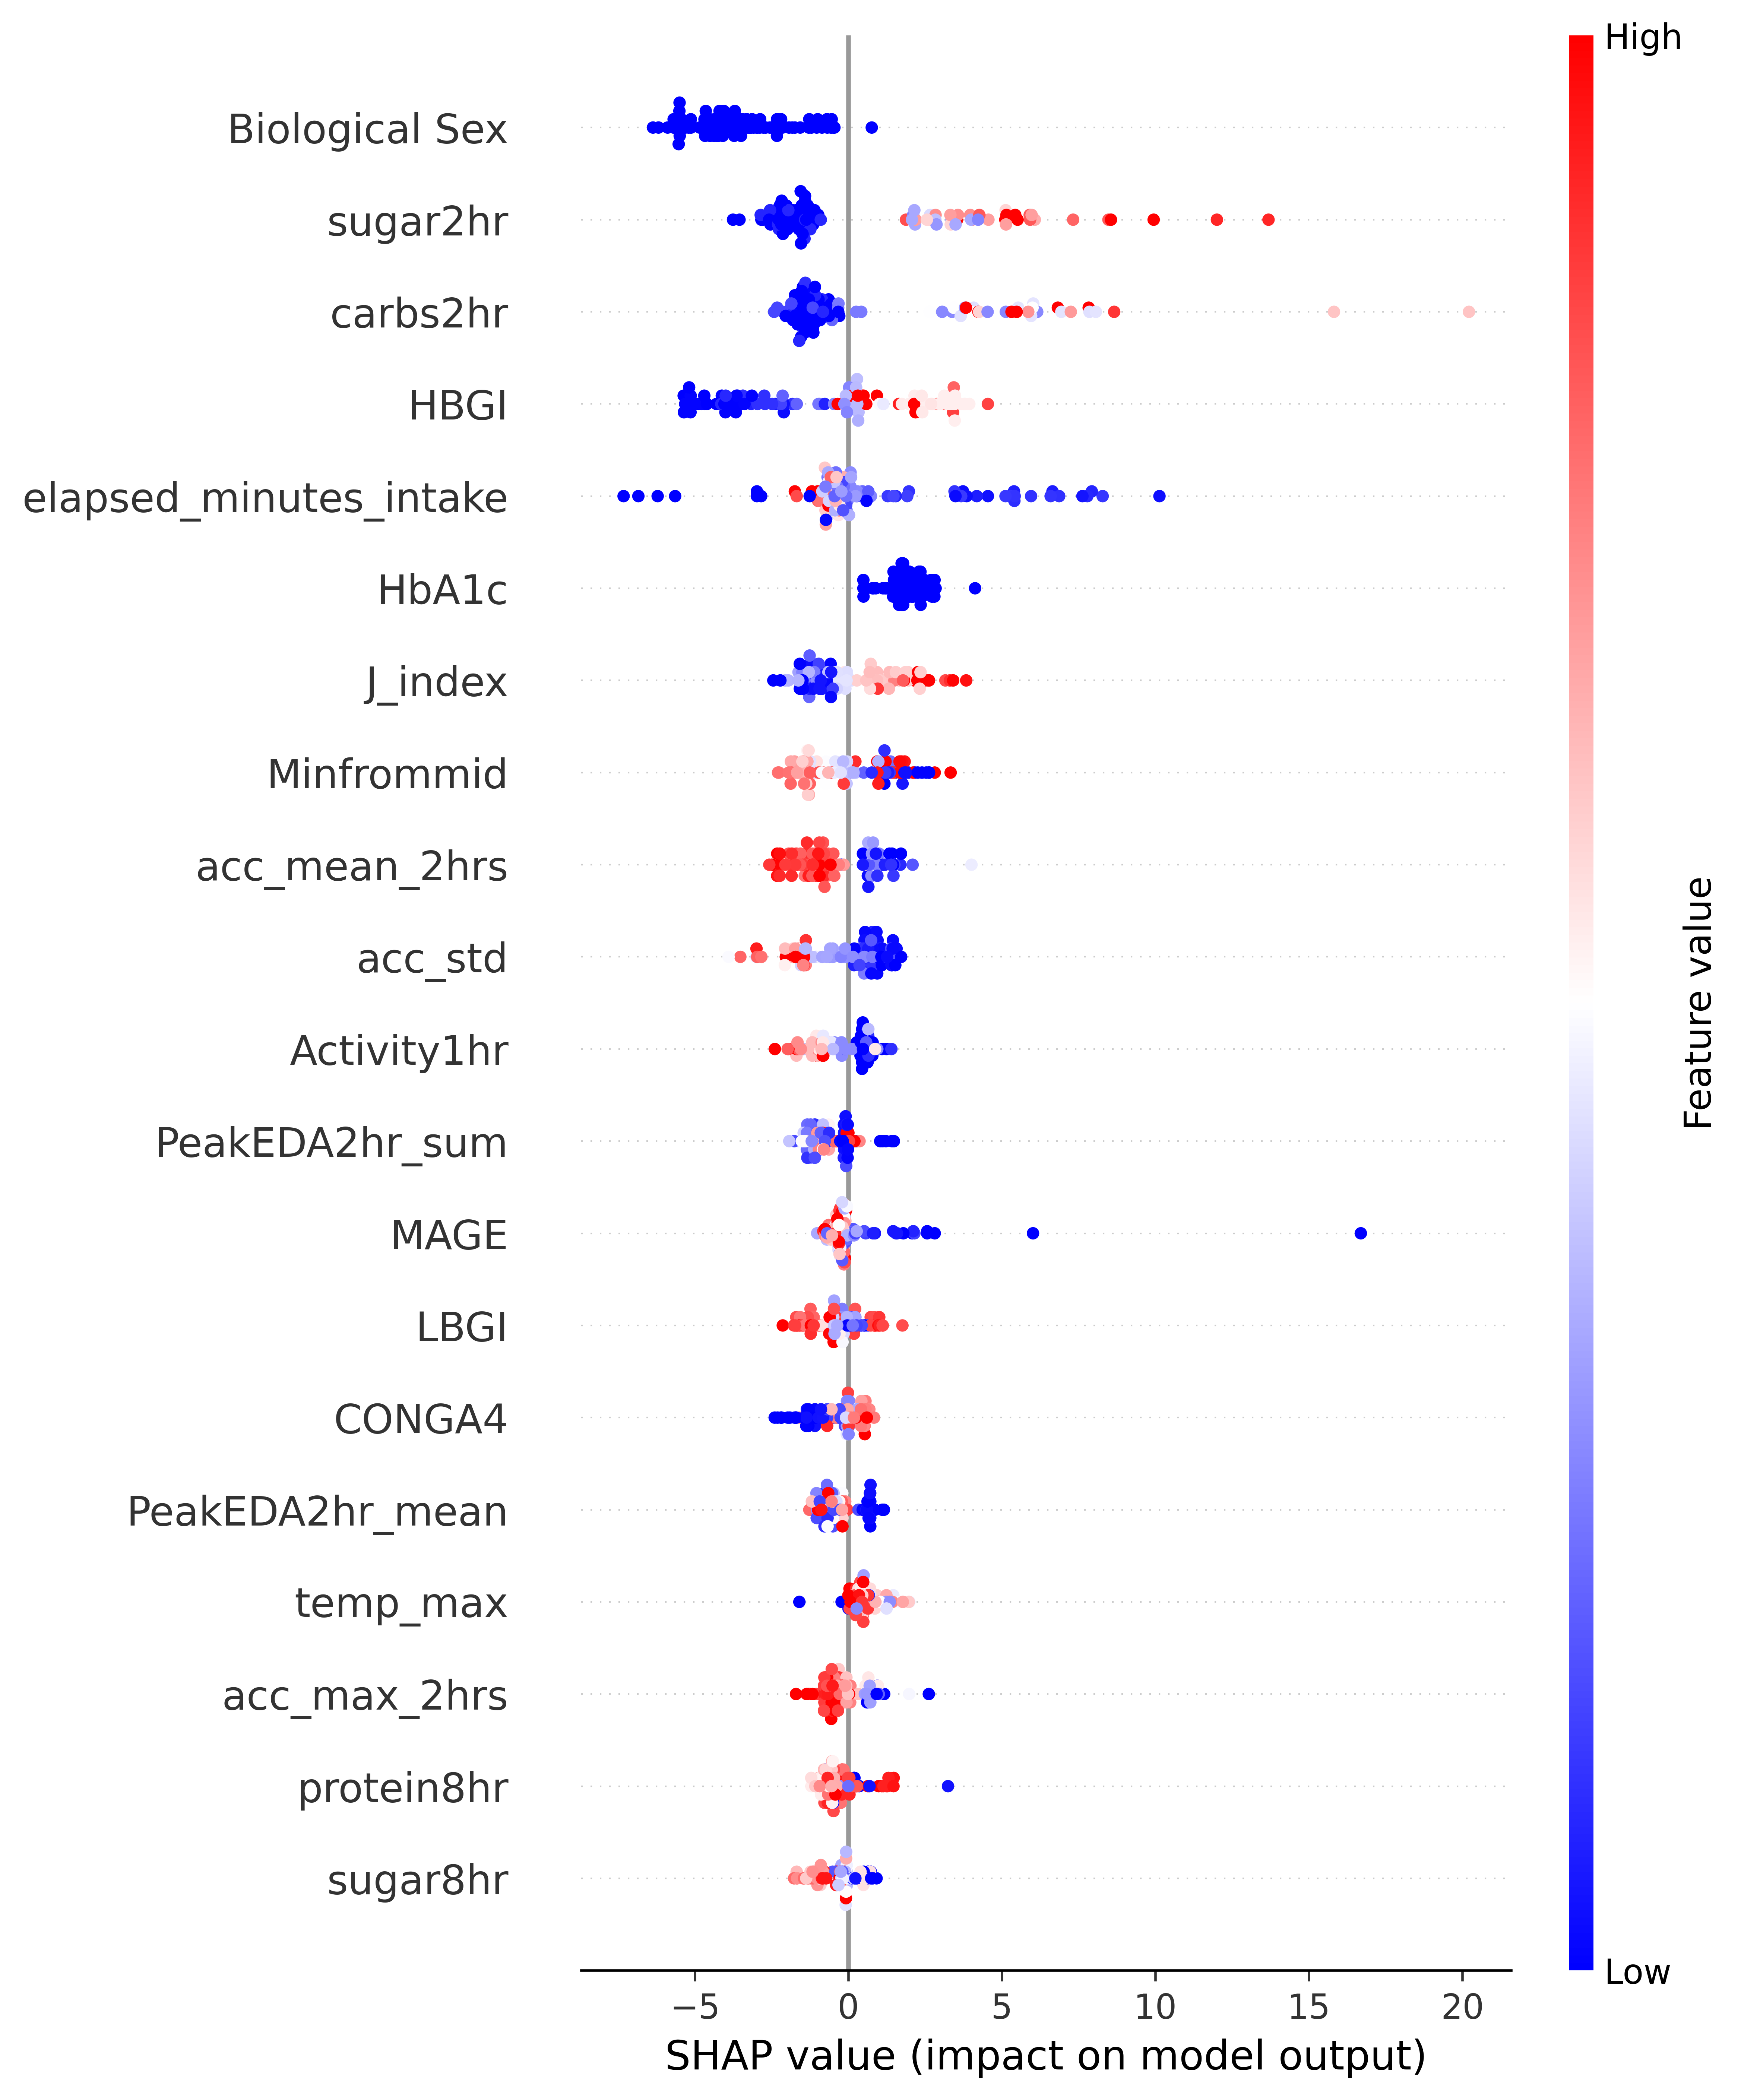 High
Biological Sex
sugar2hr
carbs2hr
HBGI
elapsed_minutes_intake
HbA1c
J_index
Minfrommid
acc_mean_2hrs
acc_std
Activity1hr
PeakEDA2hr_sum
MAGE
LBGI
CONGA4
PeakEDA2hr_mean
temp_max
acc_max_2hrs
protein8hr
sugar8hr
Feature value
Low
−5 0 5 10 15 20
SHAP value (impact on model output)